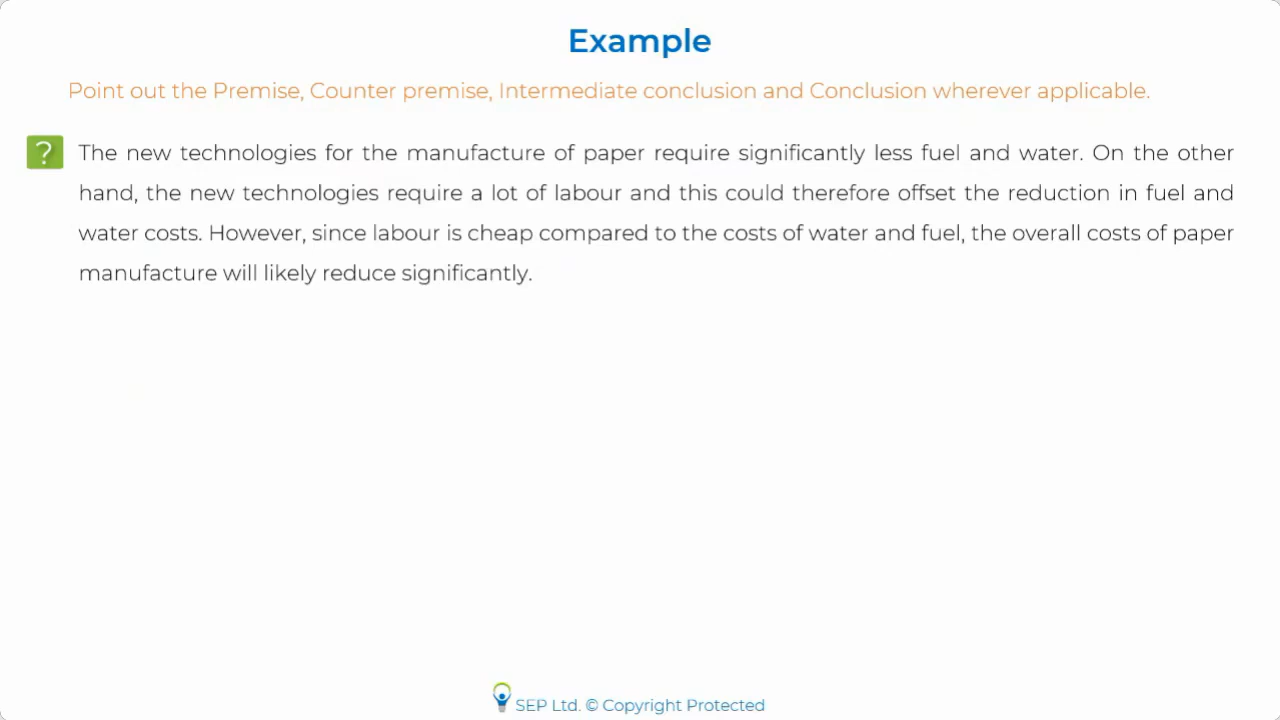 Example
Point out the Premise, Counter premise, Intermediate conclusion and Conclusion wherever applicable.
?
The new technologies for the manufacture of paper require significantly less fuel and water. On the other
hand, the new technologies require a lot of labour and this could therefore offset the reduction in fuel and
water costs. However, since labour is cheap compared to the costs of water and fuel, the overall costs of paper
manufacture will likely reduce significantly.
SEP Ltd. © Copyright Protected